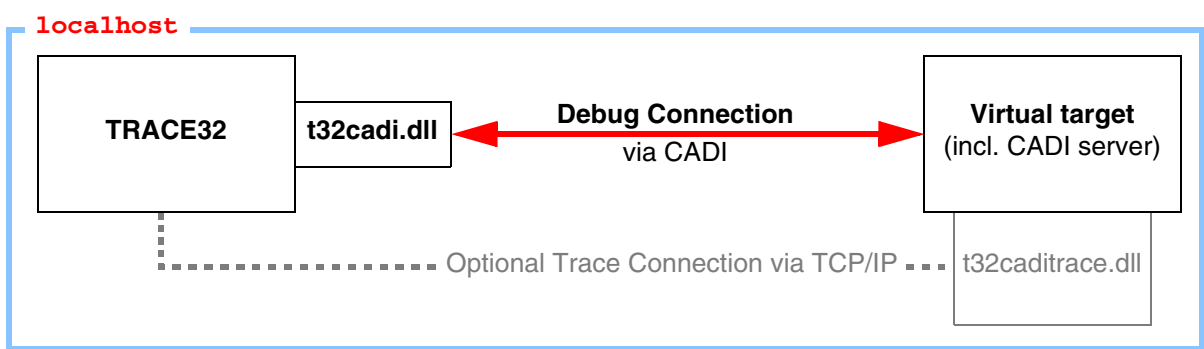 localhost
TRACE32
t32cadi.dll
Debug Connection
via CADI
Virtual target
(incl. CADI server)
Optional Trace Connection via TCP/IP
t32caditrace.dll